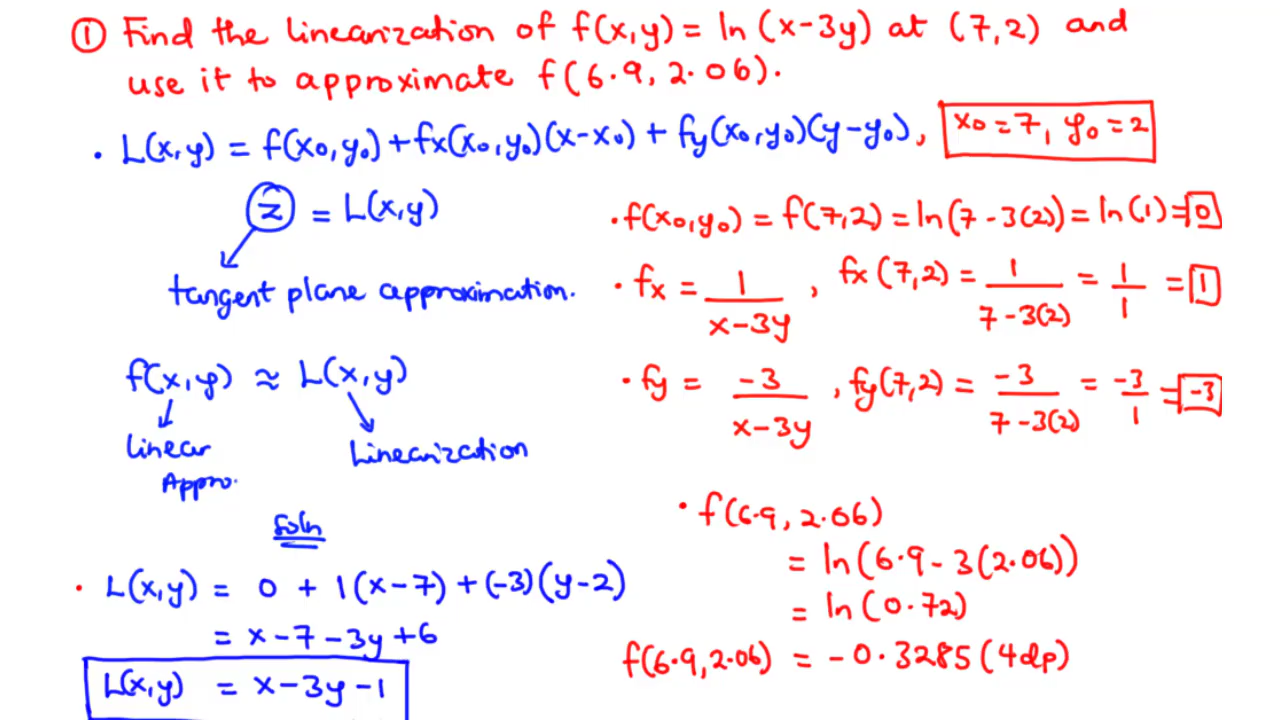 ① Find the linearization of f(x,y) = ln (x-3y) at (7,2) and
use it to approximate f(6.9, 2.06).
• L(x,y) = f(x₀,y₀) + fx(x₀,y₀)(x-x₀) + fy(x₀,y₀)(y-y₀), x₀=7, y₀=2
z = L(x,y)
tangent plane approximation.
f(x,y) ≈ L(x,y)
Linear Linearization
Appro.
Soln
• L(x,y) = 0 + 1(x-7) + (-3)(y-2)
= x-7-3y+6
L(x,y) = x-3y-1
• f(x₀,y₀) = f(7,2) = ln(7-3(2)) = ln(1) = 0
• fx = 1/(x-3y), fx(7,2) = 1/(7-3(2)) = 1/1 = 1
• fy = -3/(x-3y), fy(7,2) = -3/(7-3(2)) = -3/1 = -3
• f(6.9, 2.06)
= ln(6.9-3(2.06))
= ln(0.72)
f(6.9, 2.06) = -0.3285 (4dp)